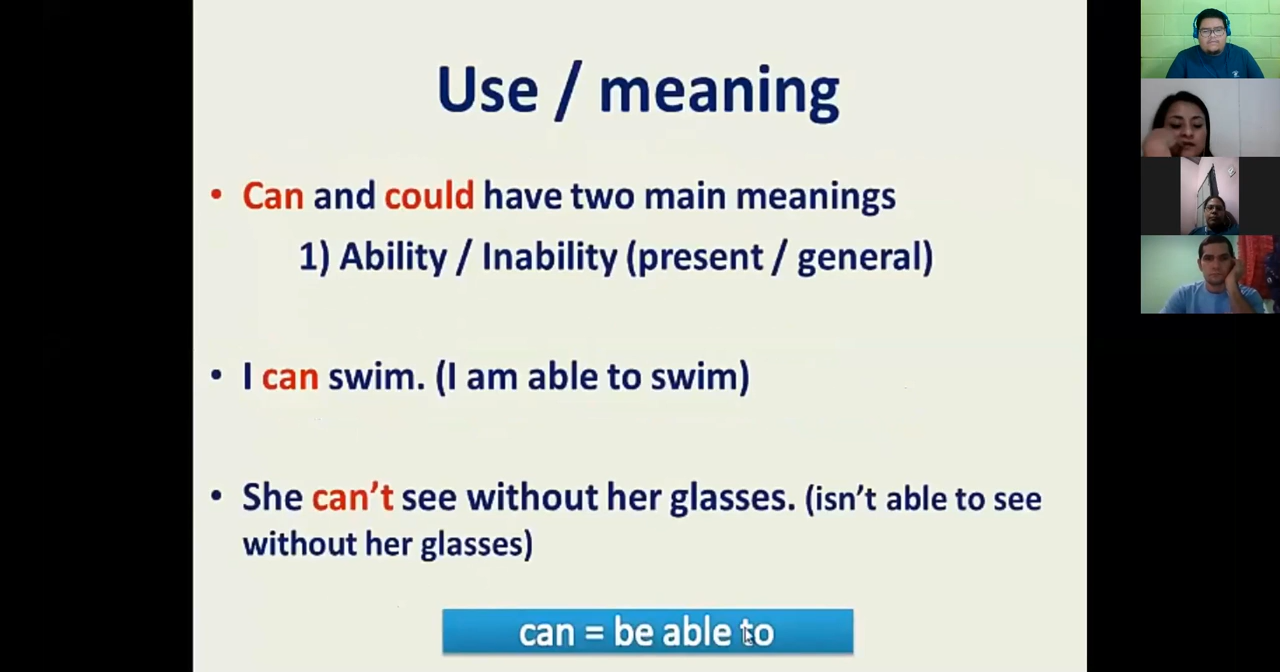 Use / meaning
• Can and could have two main meanings
1) Ability / Inability (present / general)
• I can swim. (I am able to swim)
• She can’t see without her glasses. (isn’t able to see
without her glasses)
can = be able to